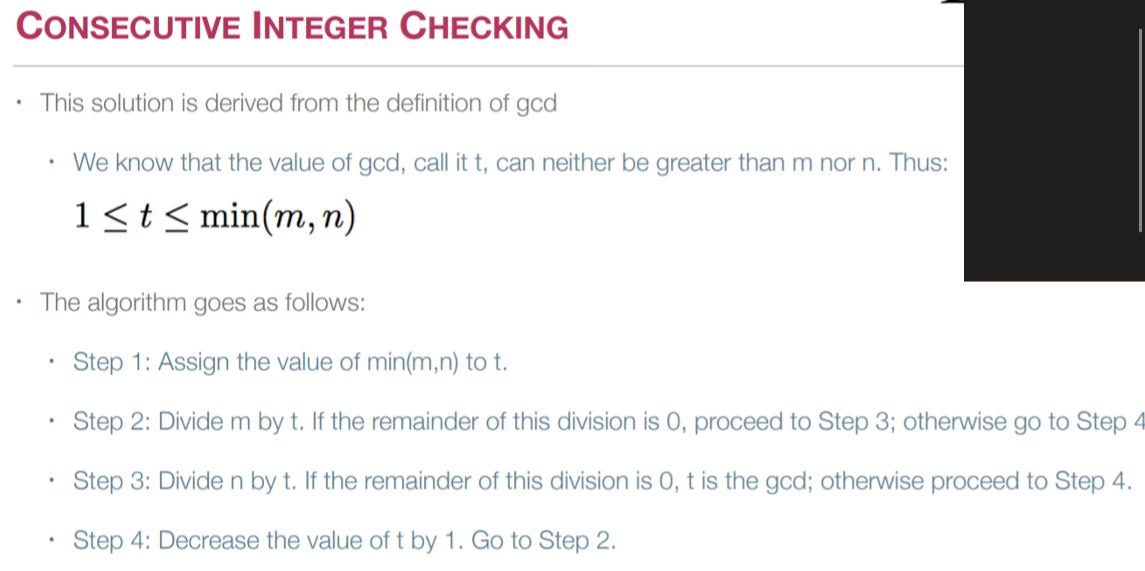 CONSECUTIVE INTEGER CHECKING
• This solution is derived from the definition of gcd
• We know that the value of gcd, call it t, can neither be greater than m nor n. Thus:
1 ≤ t ≤ min(m, n)
• The algorithm goes as follows:
• Step 1: Assign the value of min(m,n) to t.
• Step 2: Divide m by t. If the remainder of this division is 0, proceed to Step 3; otherwise go to Step 4
• Step 3: Divide n by t. If the remainder of this division is 0, t is the gcd; otherwise proceed to Step 4.
• Step 4: Decrease the value of t by 1. Go to Step 2.